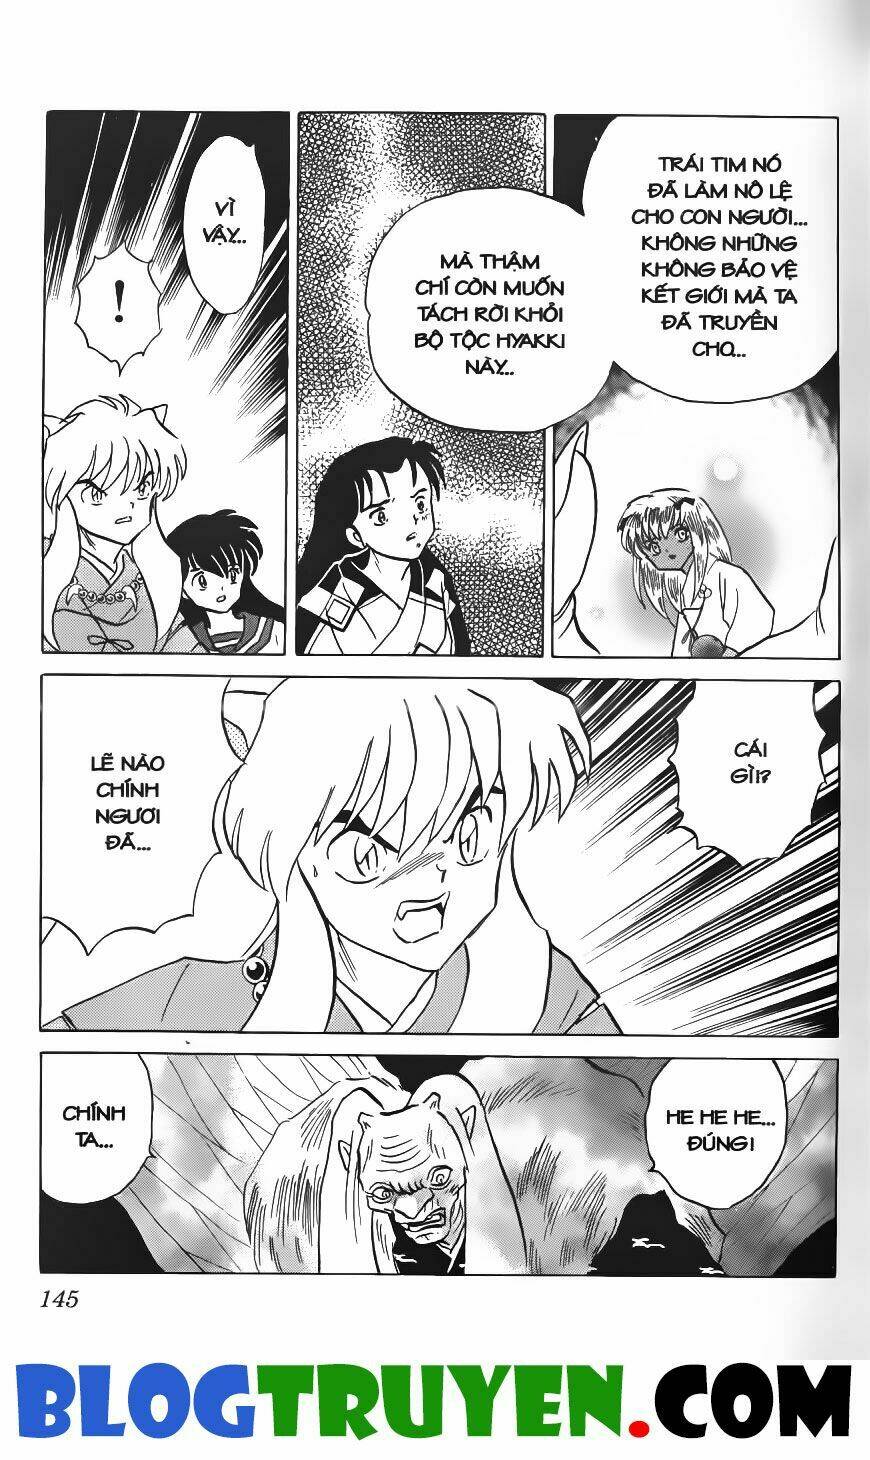 TRÁI TIM NÓ
ĐÃ LÀM NÔ LỆ
CHO CON NGƯỜI...
KHÔNG NHỮNG
KHÔNG BẢO VỆ
KẾT GIỚI MÀ TA
ĐÃ TRUYỀN
CHO...
MÀ THẬM
CHÍ CÒN MUỐN
TÁCH RỜI KHỎI
BỘ TỘC HYAKKI
NÀY...
VÌ
VẬY...
!
CÁI
GÌ!?
LẼ NÀO
CHÍNH
NGƯƠI
ĐÃ...
HE HE HE...
ĐÚNG!
CHÍNH
TA...
145
BLOGTRUYEN.COM